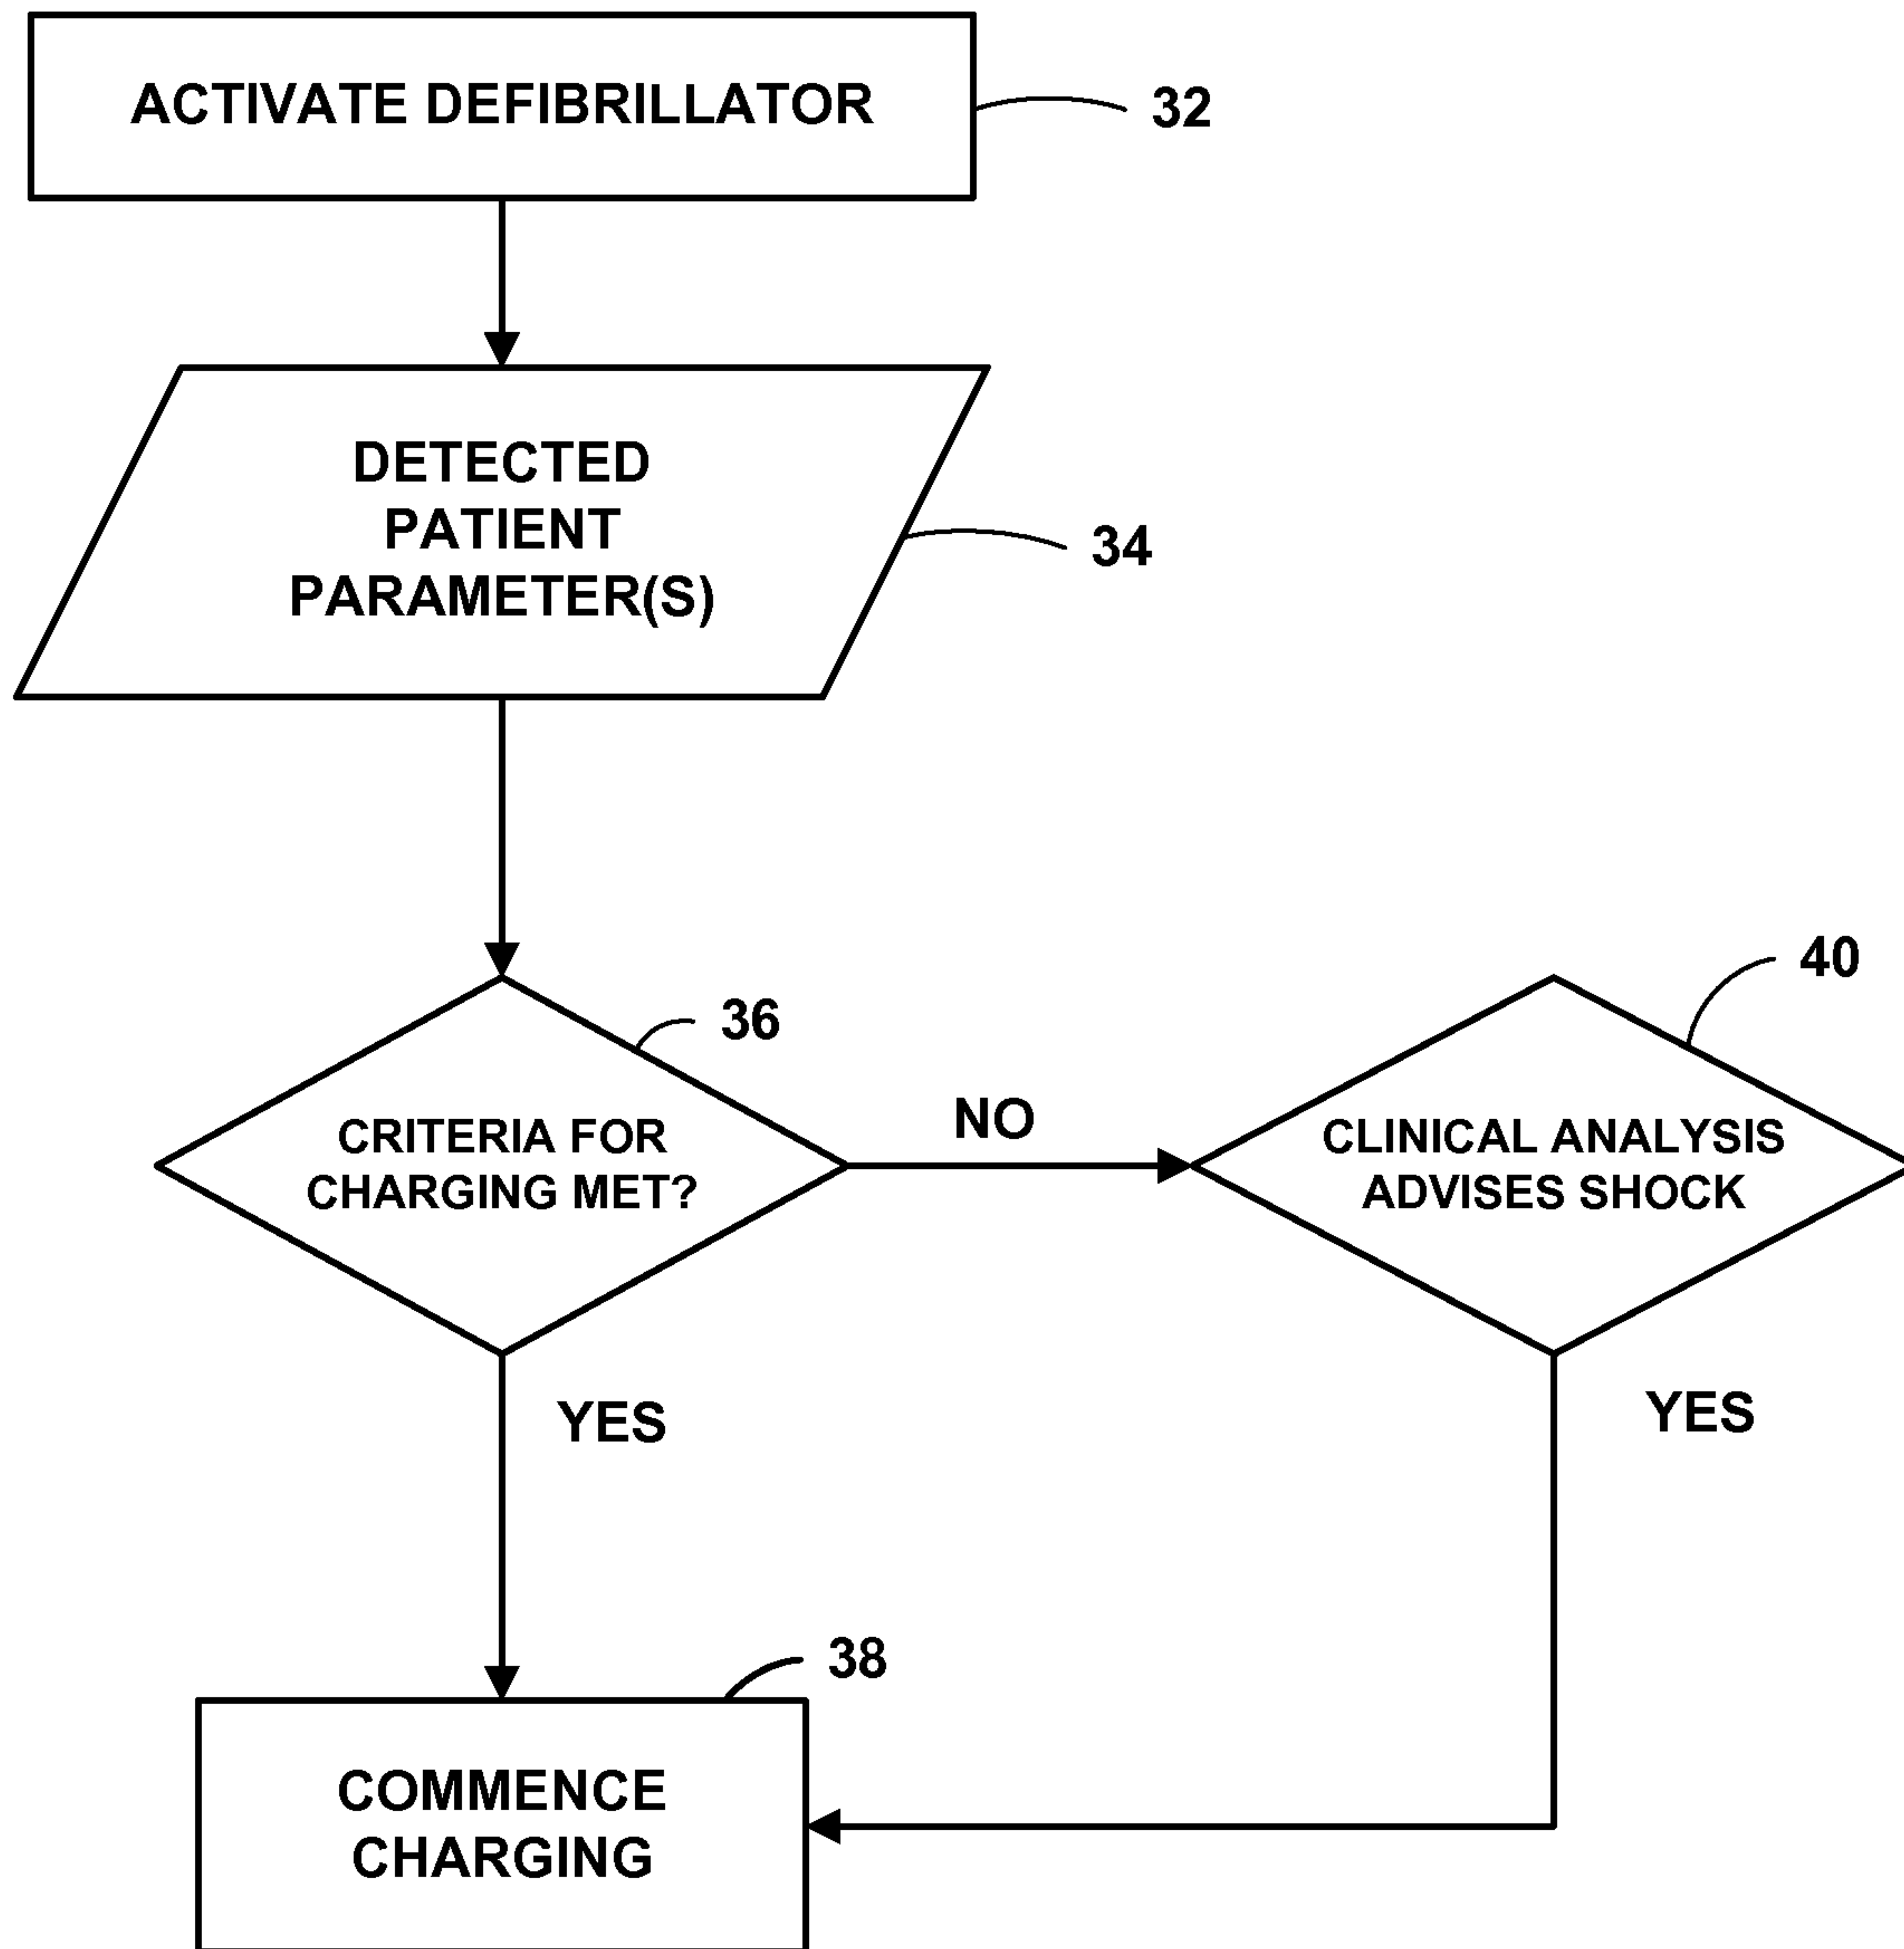 ACTIVATE DEFIBRILLATOR
32
DETECTED
PATIENT
PARAMETER(S)
34
36
CRITERIA FOR
CHARGING MET?
NO
40
CLINICAL ANALYSIS
ADVISES SHOCK
YES
YES
38
COMMENCE
CHARGING